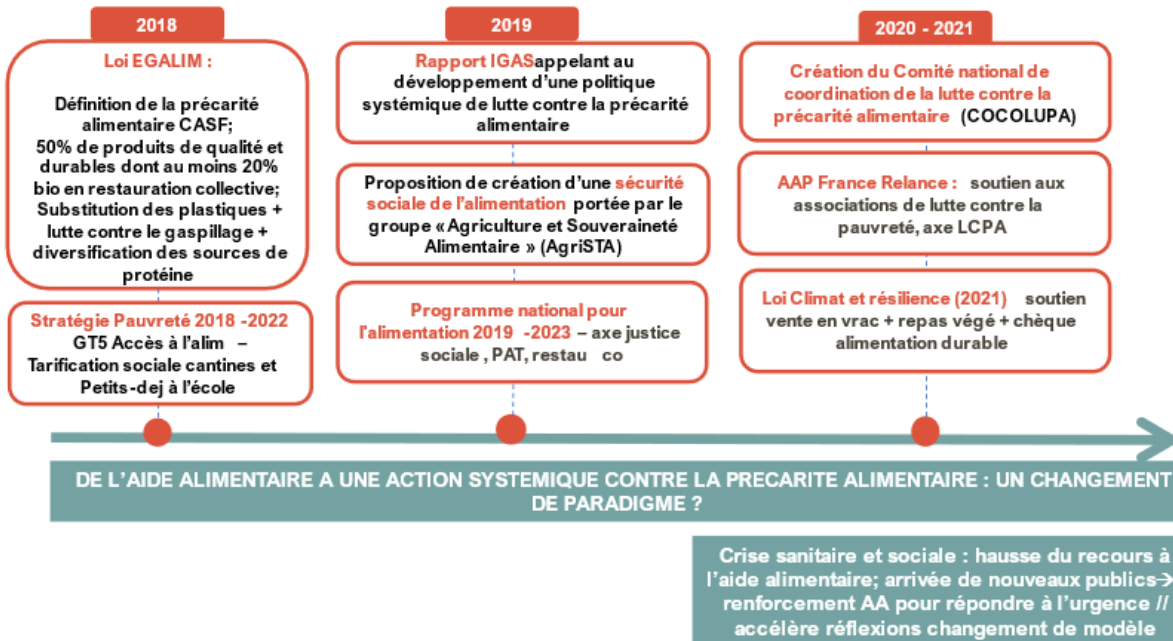 2018
Loi EGALIM :
Définition de la précarité
alimentaire CASF;
50% de produits de qualité et
durables dont au moins 20%
bio en restauration collective;
Substitution des plastiques +
lutte contre le gaspillage +
diversification des sources de
protéine
Stratégie Pauvreté 2018 -2022
GT5 Accès à l'alim –
Tarification sociale cantines et
Petits-dej à l'école
2019
Rapport IGASappelant au
développement d'une politique
systémique de lutte contre la précarité
alimentaire
Proposition de création d'une sécurité
sociale de l'alimentation portée par le
groupe « Agriculture et Souveraineté
Alimentaire » (AgriSTA)
Programme national pour
l'alimentation 2019 -2023 – axe justice
sociale , PAT, restau co
2020 - 2021
Création du Comité national de
coordination de la lutte contre la
précarité alimentaire (COCOLUPA)
AAP France Relance : soutien aux
associations de lutte contre la
pauvreté, axe LCPA
Loi Climat et résilience (2021) soutien
vente en vrac + repas végé + chèque
alimentation durable
DE L'AIDE ALIMENTAIRE A UNE ACTION SYSTEMIQUE CONTRE LA PRECARITE ALIMENTAIRE : UN CHANGEMENT
DE PARADIGME ?
Crise sanitaire et sociale : hausse du recours à
l'aide alimentaire; arrivée de nouveaux publics→
renforcement AA pour répondre à l'urgence //
accélère réflexions changement de modèle